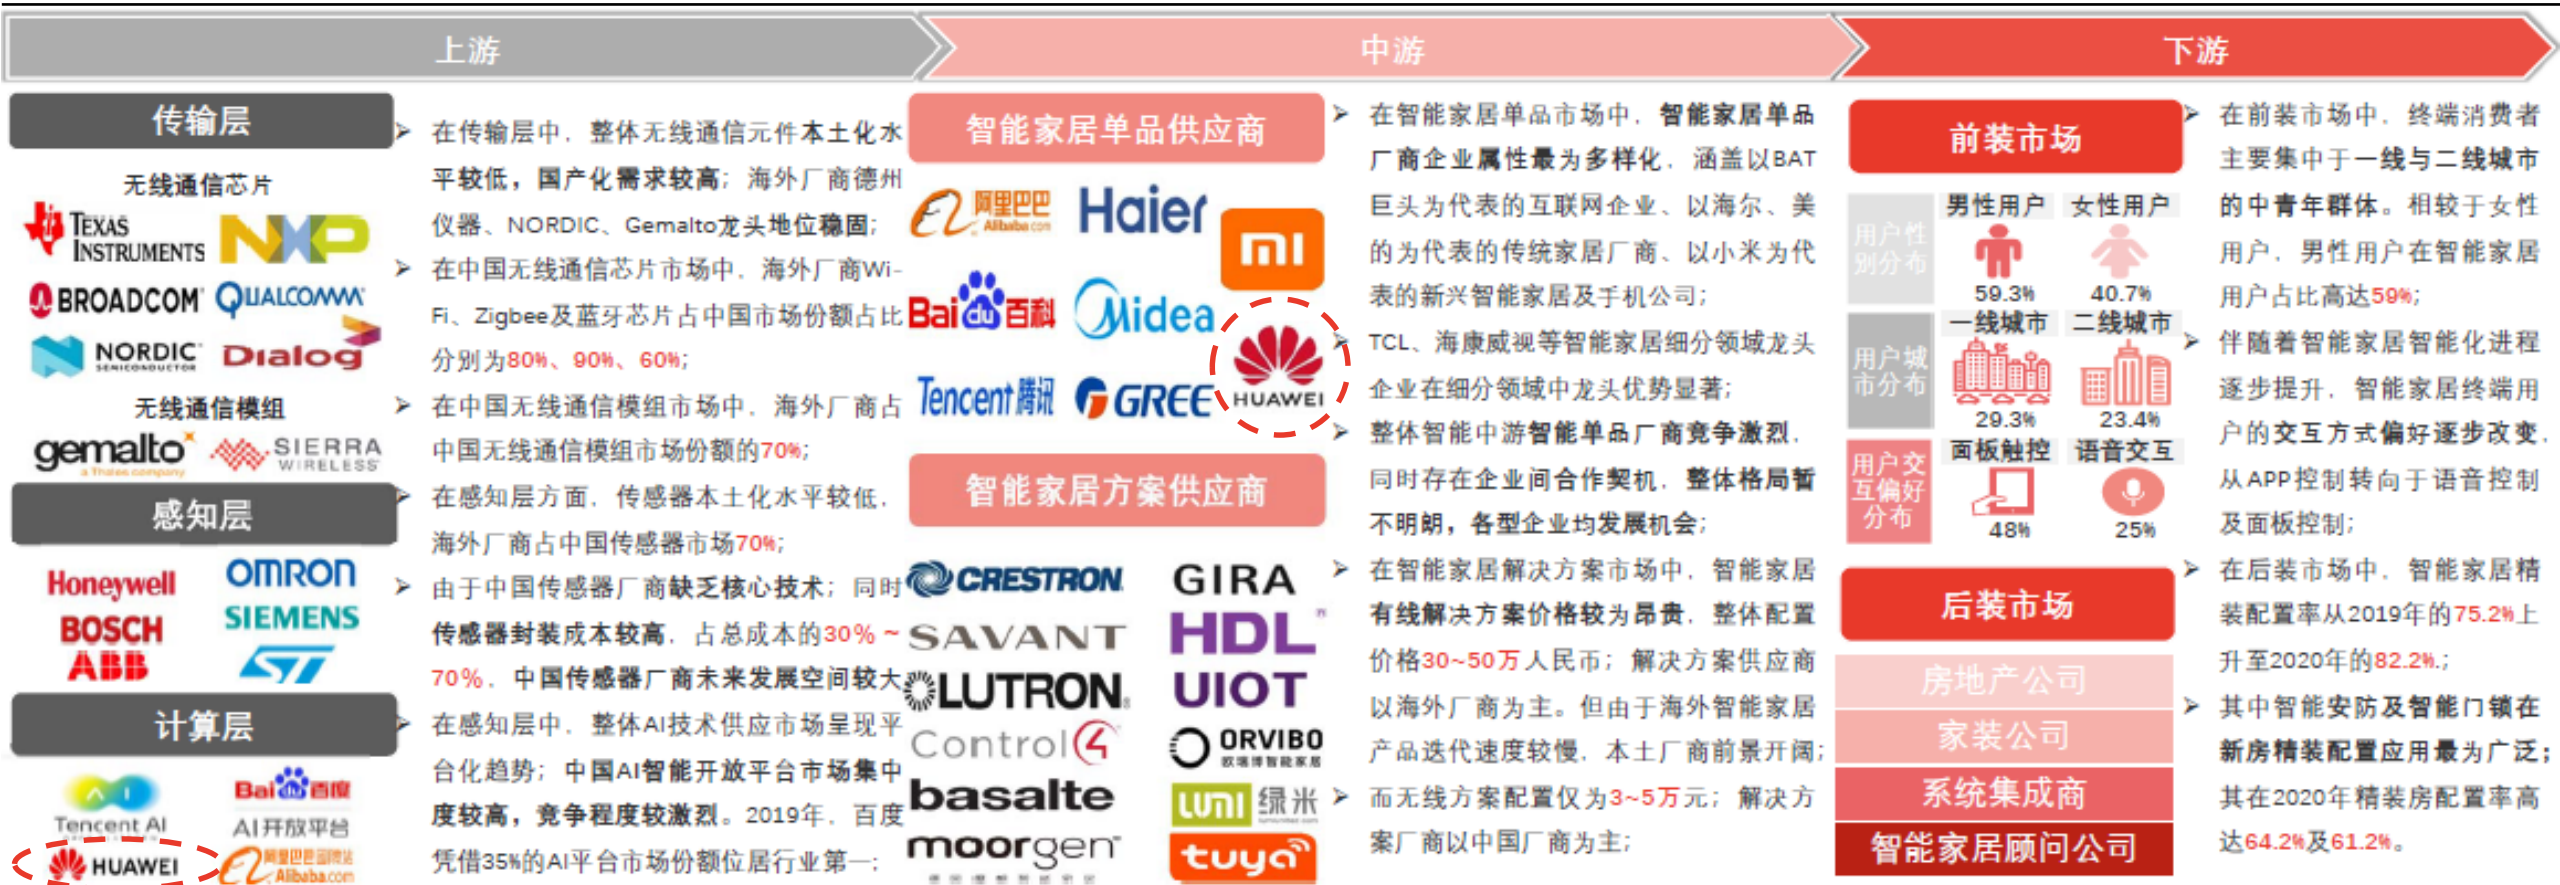 上游
中游
下游
传输层
无线通信芯片
TEXAS INSTRUMENTS
NXP
BROADCOM
QUALCOMM
NORDIC
SEMICONDUCTOR
DIALOG
无线通信模组
gemalto
a Thales company
SIERRA
WIRELESS
感知层
Honeywell
OMRON
BOSCH
SIEMENS
ABB
ST
计算层
Tencent AI
Bai du 百度
AI开放平台
HUAWEI
Alibaba.com
➢ 在传输层中，整体无线通信元件本土化水
平较低，国产化需求较高；海外厂商德州
仪器、NORDIC、Gemalto龙头地位稳固；
➢ 在中国无线通信芯片市场中，海外厂商Wi-
Fi、Zigbee及蓝牙芯片占中国市场份额占比
分别为80%、90%、60%；
➢ 在中国无线通信模组市场中，海外厂商占
中国无线通信模组市场份额的70%；
➢ 在感知层方面，传感器本土化水平较低，
海外厂商占中国传感器市场70%；
➢ 由于中国传感器厂商缺乏核心技术；同时
传感器封装成本较高，占总成本的30%～
70%，中国传感器厂商未来发展空间较大
➢ 在感知层中，整体AI技术供应市场呈现平
台化趋势；中国AI智能开放平台市场集中
度较高，竞争程度较激烈。2019年，百度
凭借35%的AI平台市场份额位居行业第一；
智能家居单品供应商
阿里巴巴
Alibaba.com
Haier
mi
Bai du 百科
Midea
HUAWEI
Tencent 腾讯
GREE
智能家居方案供应商
CRESTRON
GIRA
SAVANT
HDL
LUTRON
UIOT
Control4
ORVIBO
欧瑞博智能家居
basalte
LUMI 绿米
moorgen
tuya
➢ 在智能家居单品市场中，智能家居单品
厂商企业属性最为多样化，涵盖以BAT
巨头为代表的互联网企业、以海尔、美
的为代表的传统家居厂商、以小米为代
表的新兴智能家居及手机公司；
➢ TCL、海康威视等智能家居细分领域龙头
企业在细分领域中龙头优势显著；
➢ 整体智能中游智能单品厂商竞争激烈，
同时存在企业间合作契机，整体格局暂
不明朗，各型企业均发展机会；
➢ 在智能家居解决方案市场中，智能家居
有线解决方案价格较为昂贵，整体配置
价格30~50万人民币；解决方案供应商
以海外厂商为主。但由于海外智能家居
产品迭代速度较慢，本土厂商前景开阔；
➢ 而无线方案配置仅为3~5万元；解决方
案厂商以中国厂商为主；
前装市场
用户性
别分布
男性用户 女性用户
59.3% 40.7%
用户城
市分布
一线城市 二线城市
29.3% 23.4%
用户交
互偏好
分布
面板触控 语音交互
48% 25%
后装市场
房地产公司
家装公司
系统集成商
智能家居顾问公司
➢ 在前装市场中，终端消费者
主要集中于一线与二线城市
的中青年群体。相较于女性
用户，男性用户在智能家居
用户占比高达59%；
➢ 伴随着智能家居智能化进程
逐步提升，智能家居终端用
户的交互方式偏好逐步改变，
从APP控制转向于语音控制
及面板控制；
➢ 在后装市场中，智能家居精
装配置率从2019年的75.2%上
升至2020年的82.2%.；
➢ 其中智能安防及智能门锁在
新房精装配置应用最为广泛；
其在2020年精装房配置率高
达64.2%及61.2%。